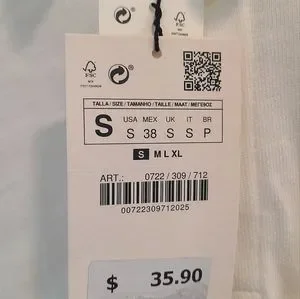 FSC
TALLA / SIZE / TAMANHO / TAILLE / MAAT / ΜΕΓΕΘΟΣ
S
USA MEX UK IT BR
S 38 S S P
S M L XL
ART.: 0722 / 309 / 712
00722309712025
$ 35.90